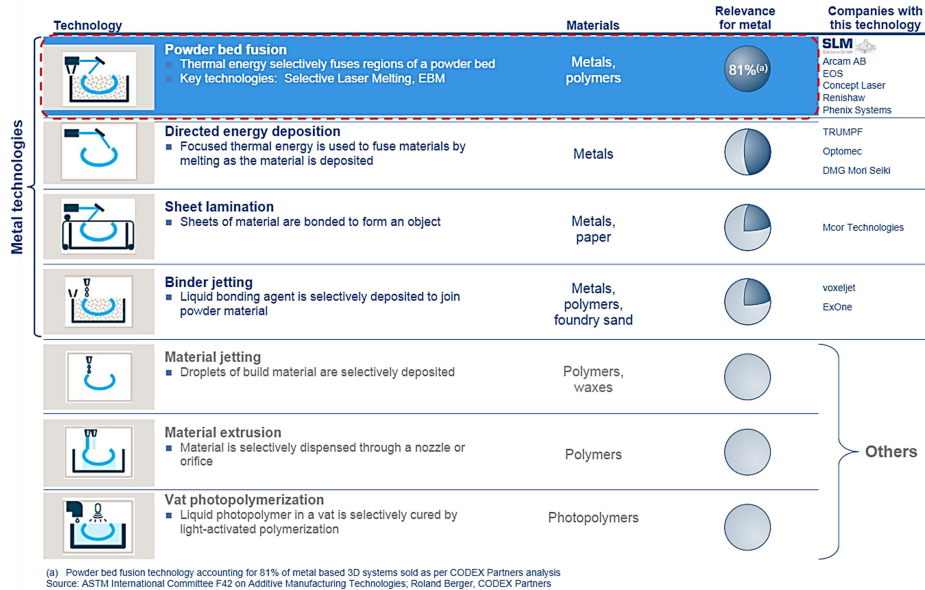 Technology
Materials
Relevance
for metal
Companies with
this technology
Metal technologies
Powder bed fusion
Thermal energy selectively fuses regions of a powder bed
Key technologies:  Selective Laser Melting, EBM
Metals,
polymers
81%(a)
SLM
Arcam AB
EOS
Concept Laser
Renishaw
Phenix Systems
Directed energy deposition
Focused thermal energy is used to fuse materials by
melting as the material is deposited
Metals
TRUMPF
Optomec
DMG Mori Seiki
Sheet lamination
Sheets of material are bonded to form an object
Metals,
paper
Mcor Technologies
Binder jetting
Liquid bonding agent is selectively deposited to join
powder material
Metals,
polymers,
foundry sand
voxeljet
ExOne
Material jetting
Droplets of build material are selectively deposited
Polymers,
waxes
Material extrusion
Material is selectively dispensed through a nozzle or
orifice
Polymers
Others
Vat photopolymerization
Liquid photopolymer in a vat is selectively cured by
light-activated polymerization
Photopolymers
(a) Powder bed fusion technology accounting for 81% of metal based 3D systems sold as per CODEX Partners analysis
Source: ASTM International Committee F42 on Additive Manufacturing Technologies; Roland Berger, CODEX Partners